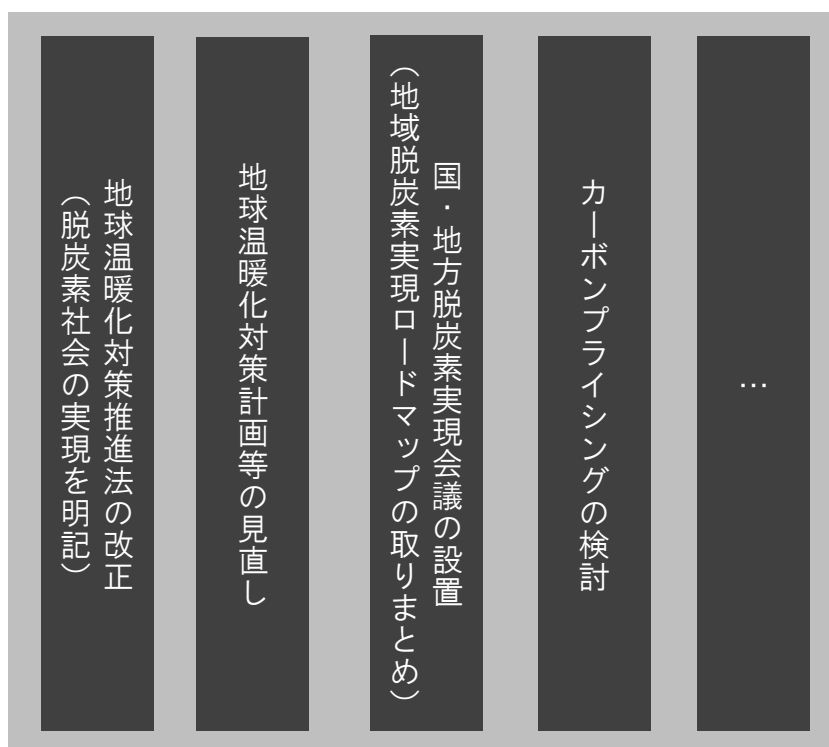 地球温暖化対策推進法の改正
（脱炭素社会の実現を明記）
地球温暖化対策計画等の見直し
国・地方脱炭素実現会議の設置
（地域脱炭素実現ロードマップの取りまとめ）
カーボンプライシングの検討
…